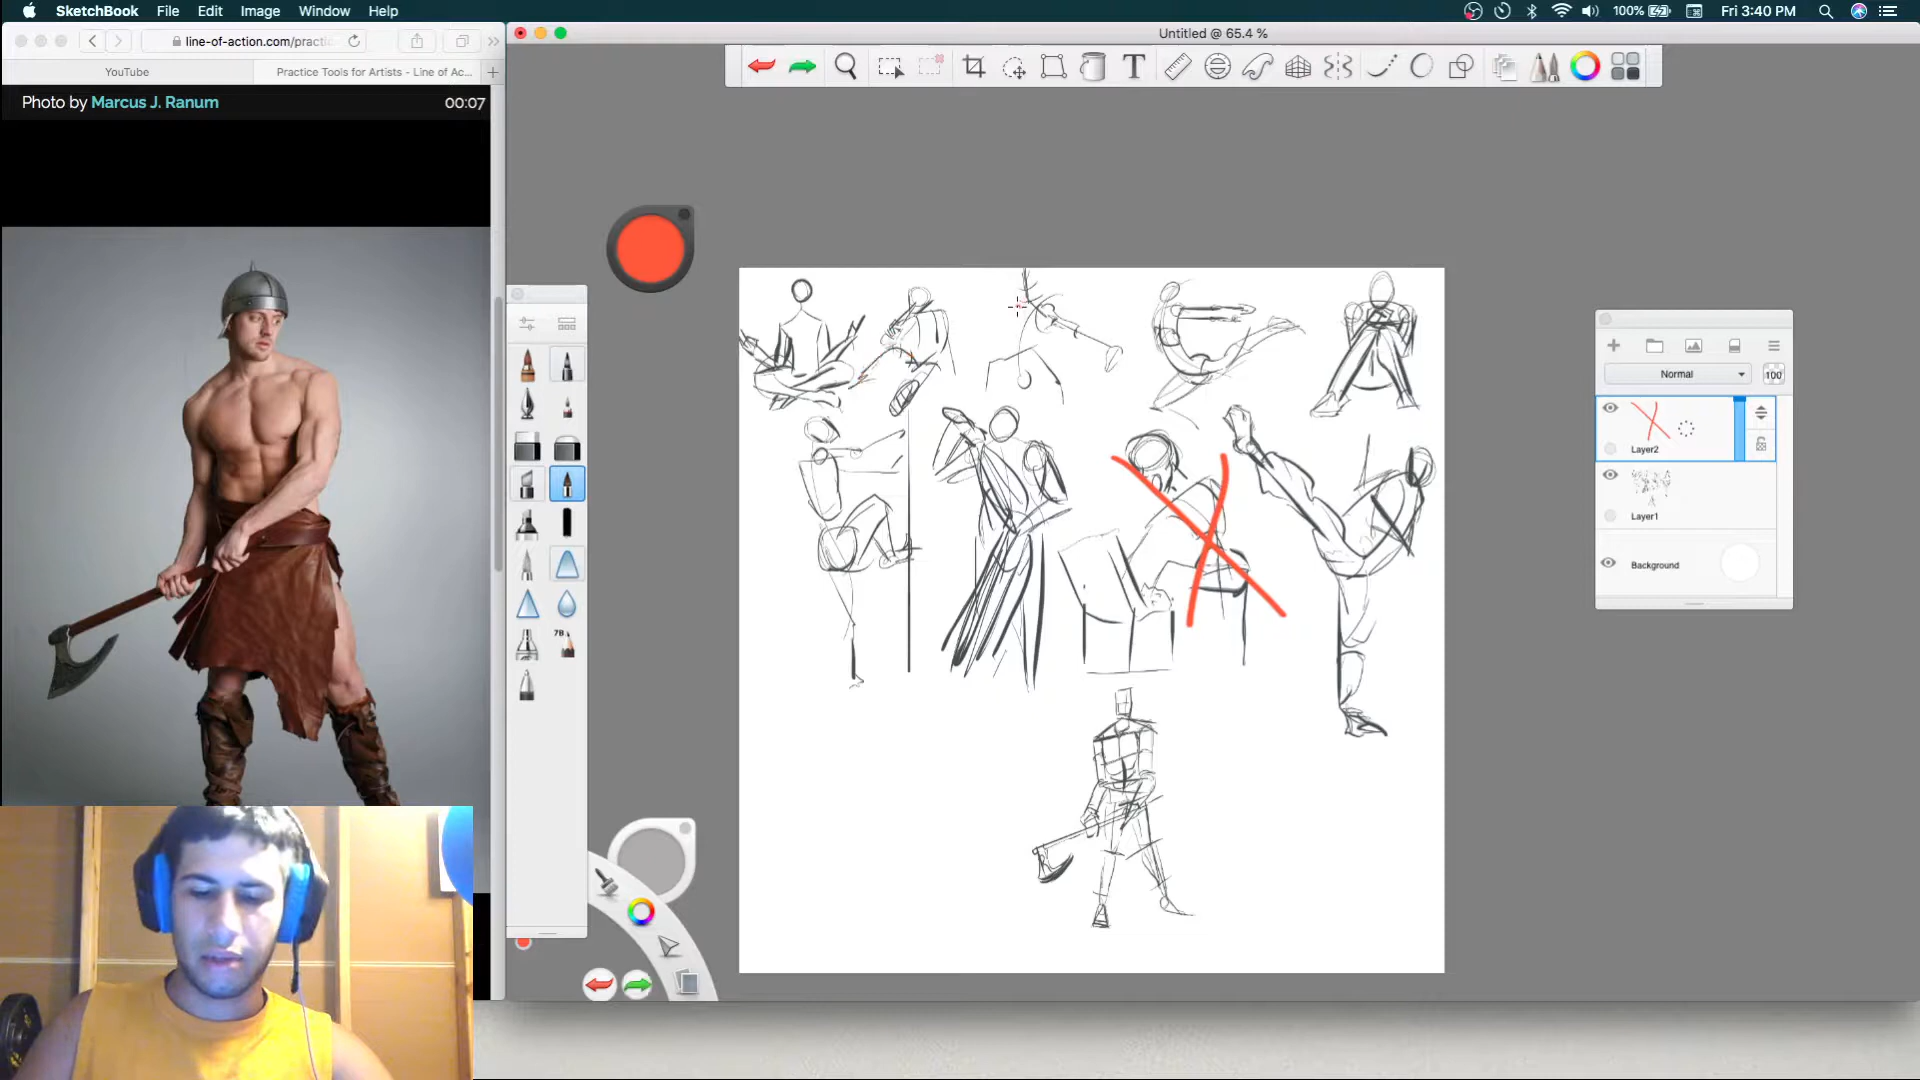 SketchBook File Edit Image Window Help
100% Fri 3:40 PM
line-of-action.com/practic
Untitled @ 65.4 %
YouTube
Practice Tools for Artists - Line of Ac...
Photo by Marcus J. Ranum
00:07
T
Normal
100
Layer2
Layer1
Background
7B